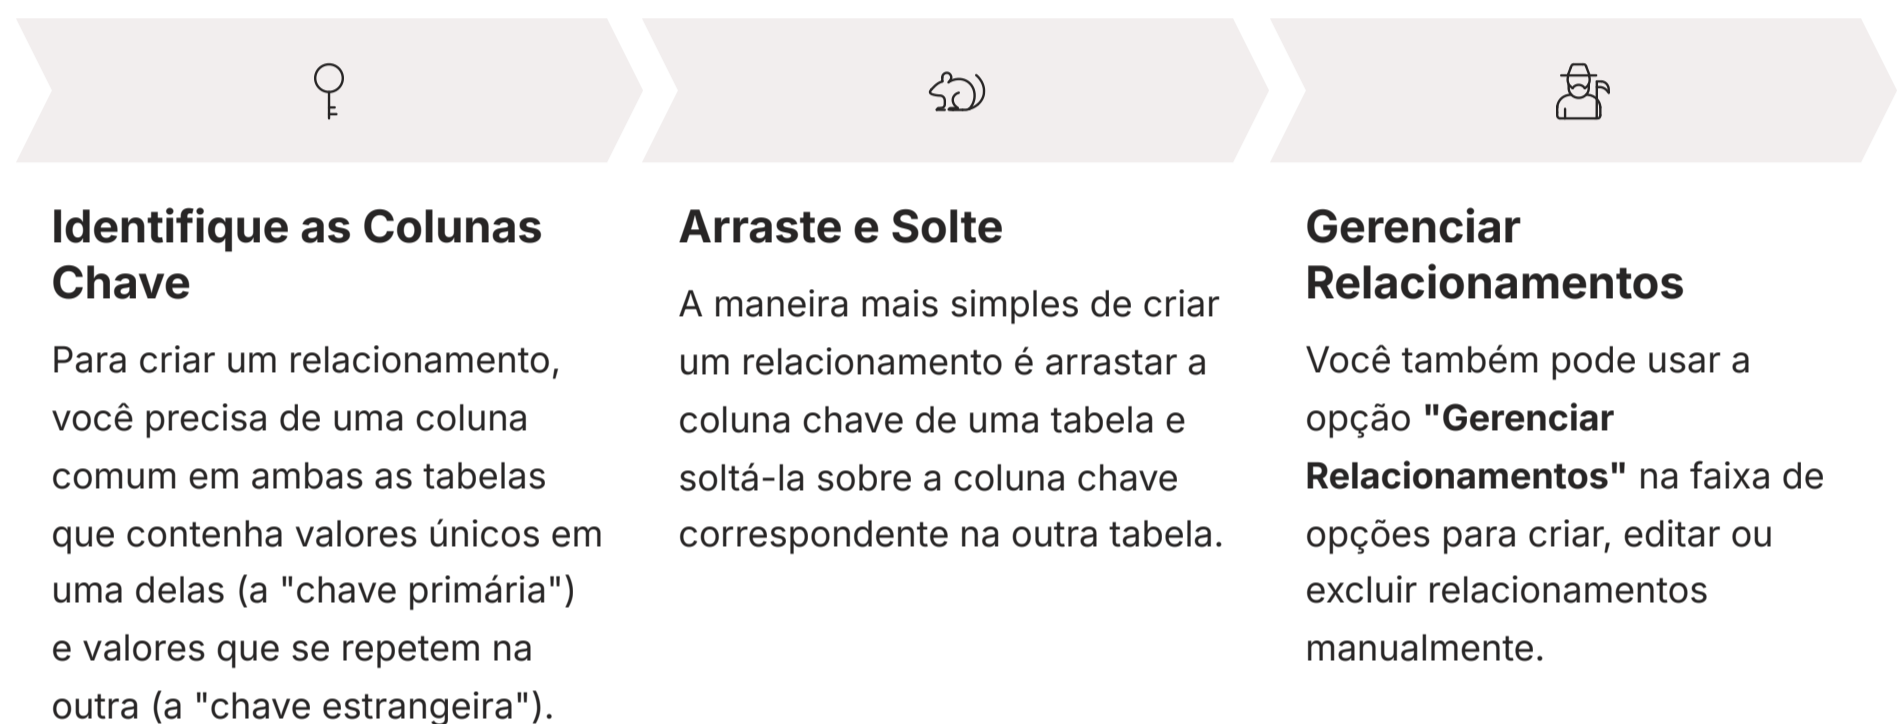 Identifique as Colunas
Chave
Para criar um relacionamento,
você precisa de uma coluna
comum em ambas as tabelas
que contenha valores únicos em
uma delas (a "chave primária")
e valores que se repetem na
outra (a "chave estrangeira").
Arraste e Solte
A maneira mais simples de criar
um relacionamento é arrastar a
coluna chave de uma tabela e
soltá-la sobre a coluna chave
correspondente na outra tabela.
Gerenciar
Relacionamentos
Você também pode usar a
opção "Gerenciar
Relacionamentos" na faixa de
opções para criar, editar ou
excluir relacionamentos
manualmente.